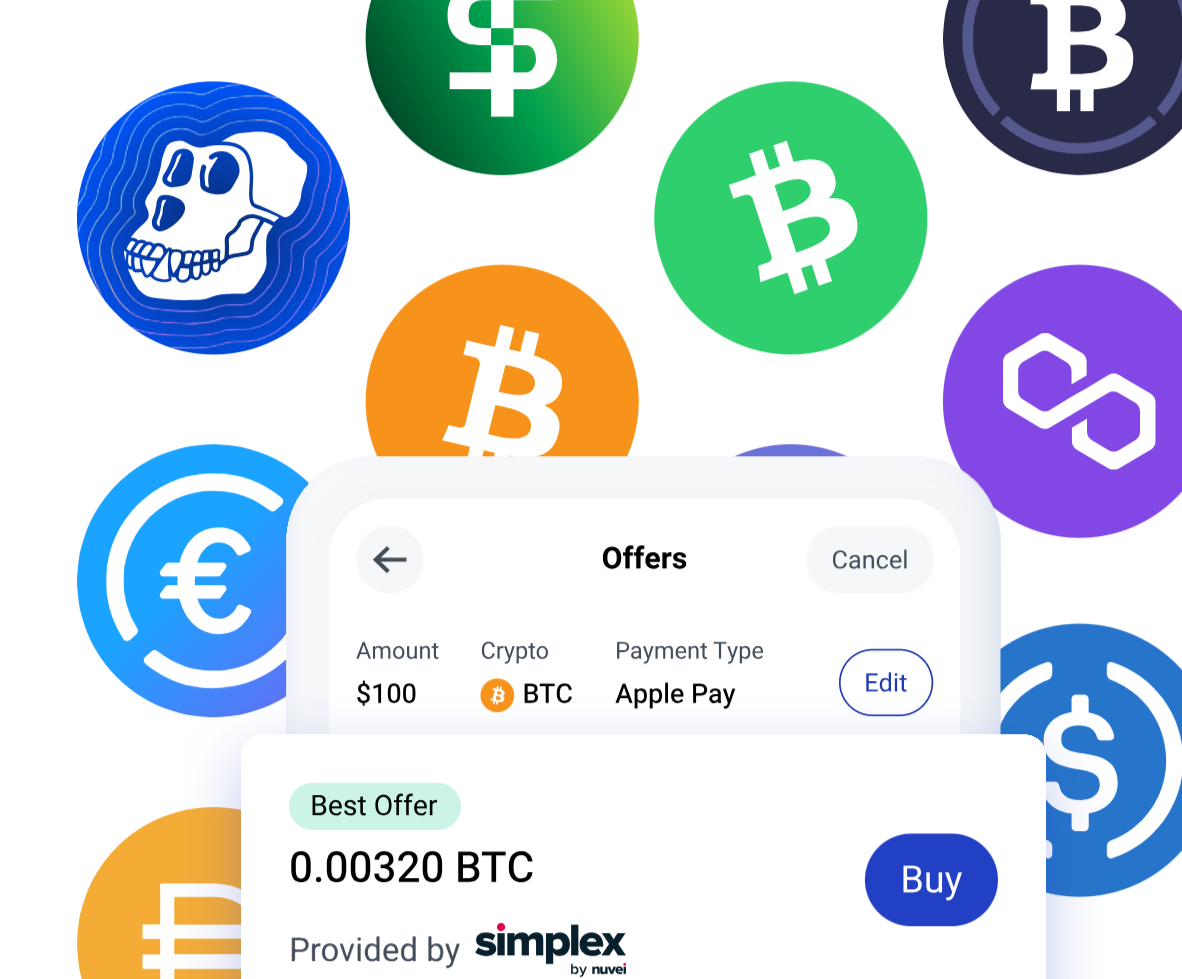 Offers
Cancel
Amount
Crypto
Payment Type
$100
BTC
Apple Pay
Edit
Best Offer
0.00320 BTC
Buy
Provided by simplex
by nuvei